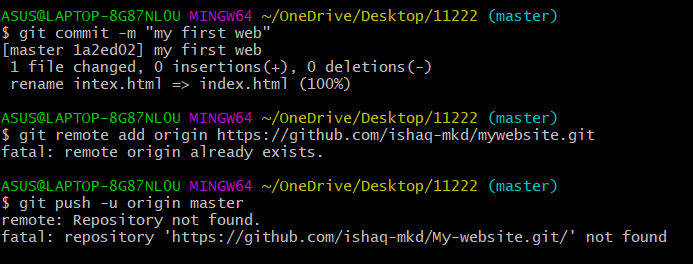 ASUS@LAPTOP-8G87NLOU MINGW64 ~/OneDrive/Desktop/11222 (master)
$ git commit -m "my first web"
[master 1a2ed02] my first web
 1 file changed, 0 insertions(+), 0 deletions(-)
 rename intex.html => index.html (100%)
ASUS@LAPTOP-8G87NLOU MINGW64 ~/OneDrive/Desktop/11222 (master)
$ git remote add origin https://github.com/ishaq-mkd/mywebsite.git
fatal: remote origin already exists.
ASUS@LAPTOP-8G87NLOU MINGW64 ~/OneDrive/Desktop/11222 (master)
$ git push -u origin master
remote: Repository not found.
fatal: repository 'https://github.com/ishaq-mkd/My-website.git/' not found